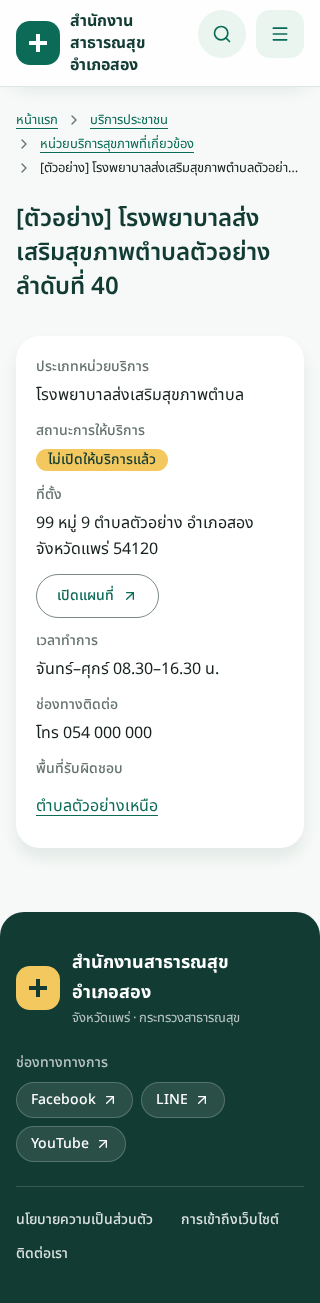 สำนักงาน
สาธารณสุข
อำเภอสอง
หน้าแรก
บริการประชาชน
หน่วยบริการสุขภาพที่เกี่ยวข้อง
[ตัวอย่าง] โรงพยาบาลส่งเสริมสุขภาพตำบลตัวอย่า...
[ตัวอย่าง] โรงพยาบาลส่ง
เสริมสุขภาพตำบลตัวอย่าง
ลำดับที่ 40
ประเภทหน่วยบริการ
โรงพยาบาลส่งเสริมสุขภาพตำบล
สถานะการให้บริการ
ไม่เปิดให้บริการแล้ว
ที่ตั้ง
99 หมู่ 9 ตำบลตัวอย่าง อำเภอสอง
จังหวัดแพร่ 54120
เปิดแผนที่
เวลาทำการ
จันทร์–ศุกร์ 08.30–16.30 น.
ช่องทางติดต่อ
โทร 054 000 000
พื้นที่รับผิดชอบ
ตำบลตัวอย่างเหนือ
สำนักงานสาธารณสุข
อำเภอสอง
จังหวัดแพร่ · กระทรวงสาธารณสุข
ช่องทางทางการ
Facebook
LINE
YouTube
นโยบายความเป็นส่วนตัว
การเข้าถึงเว็บไซต์
ติดต่อเรา